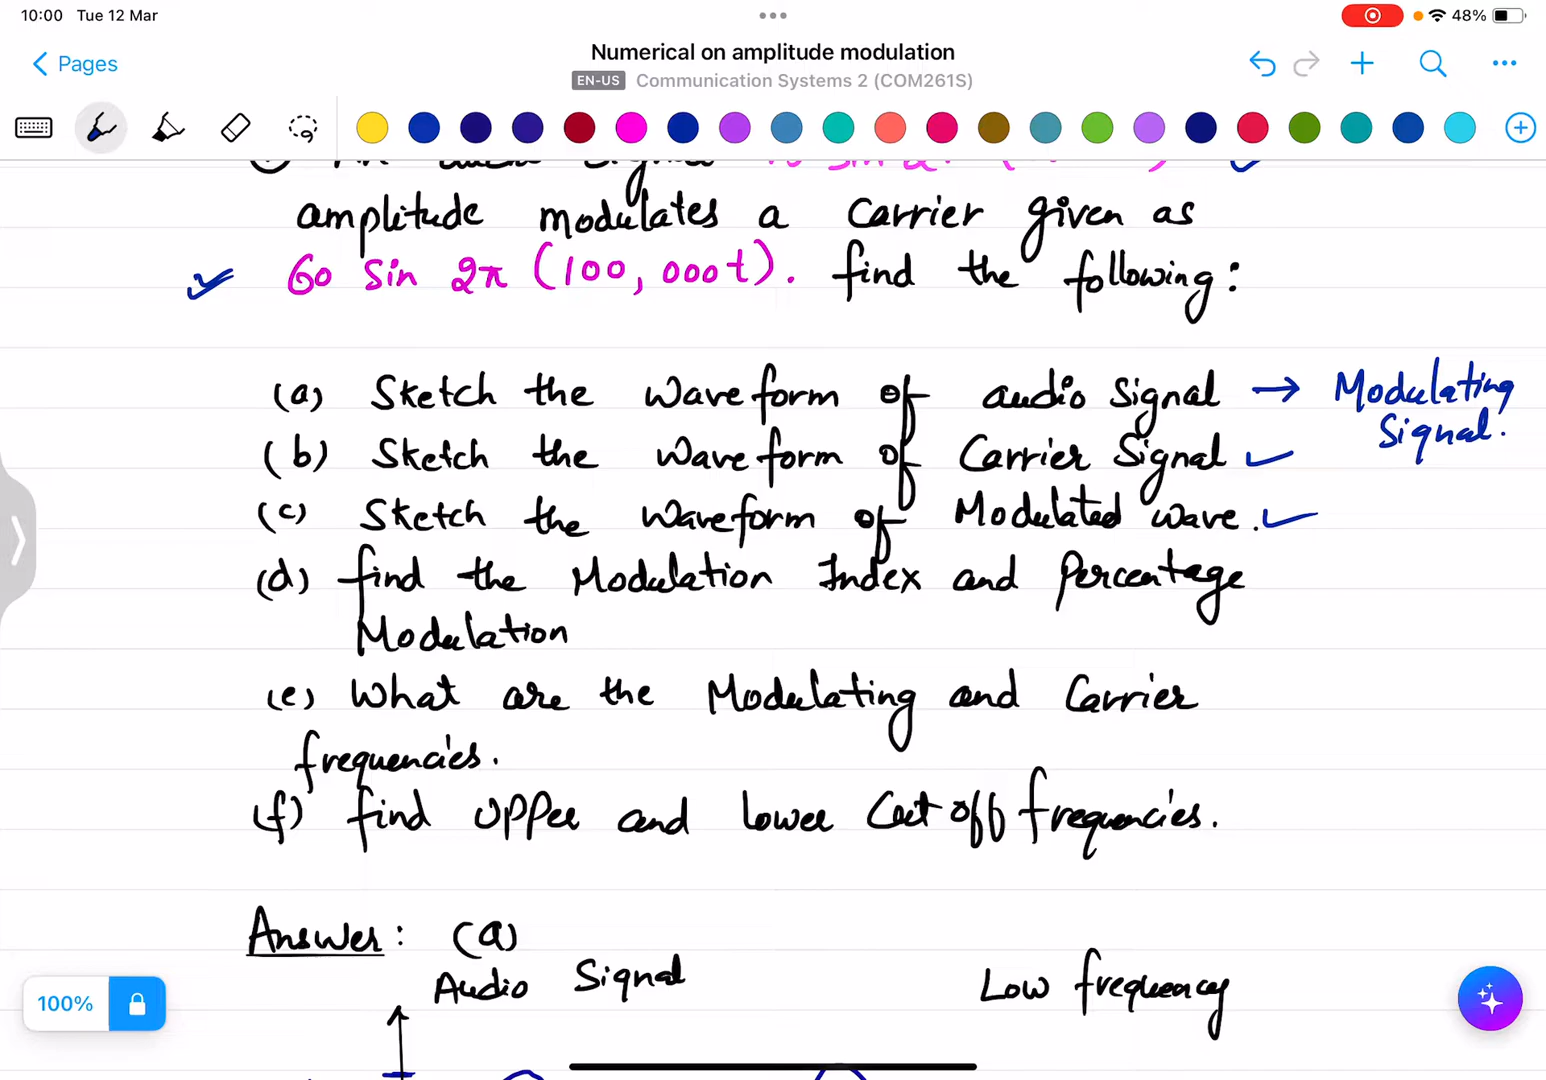 10:00 Tue 12 Mar
48%
Pages
Numerical on amplitude modulation
EN-US Communication Systems 2 (COM261S)
amplitude modulates a carrier given as
60 Sin 2π (100,000t). find the following:
(a) Sketch the waveform of audio Signal → Modulating
Signal.
(b) Sketch the waveform of Carrier Signal
(c) Sketch the waveform of Modulated wave.
(d) find the Modulation Index and Percentage
Modulation
(e) What are the Modulating and Carrier
frequencies.
(f) find Upper and lower Cut off frequencies.
Answer: (a)
Audio Signal
Low frequency
100%